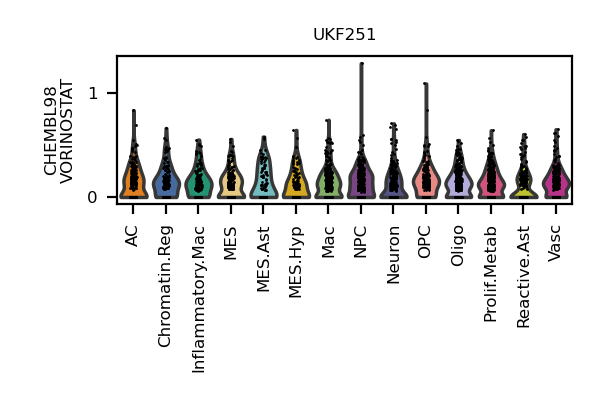 UKF251
CHEMBL98
VORINOSTAT
1
0
AC
Chromatin.Reg
Inflammatory.Mac
MES
MES.Ast
MES.Hyp
Mac
NPC
Neuron
OPC
Oligo
Prolif.Metab
Reactive.Ast
Vasc